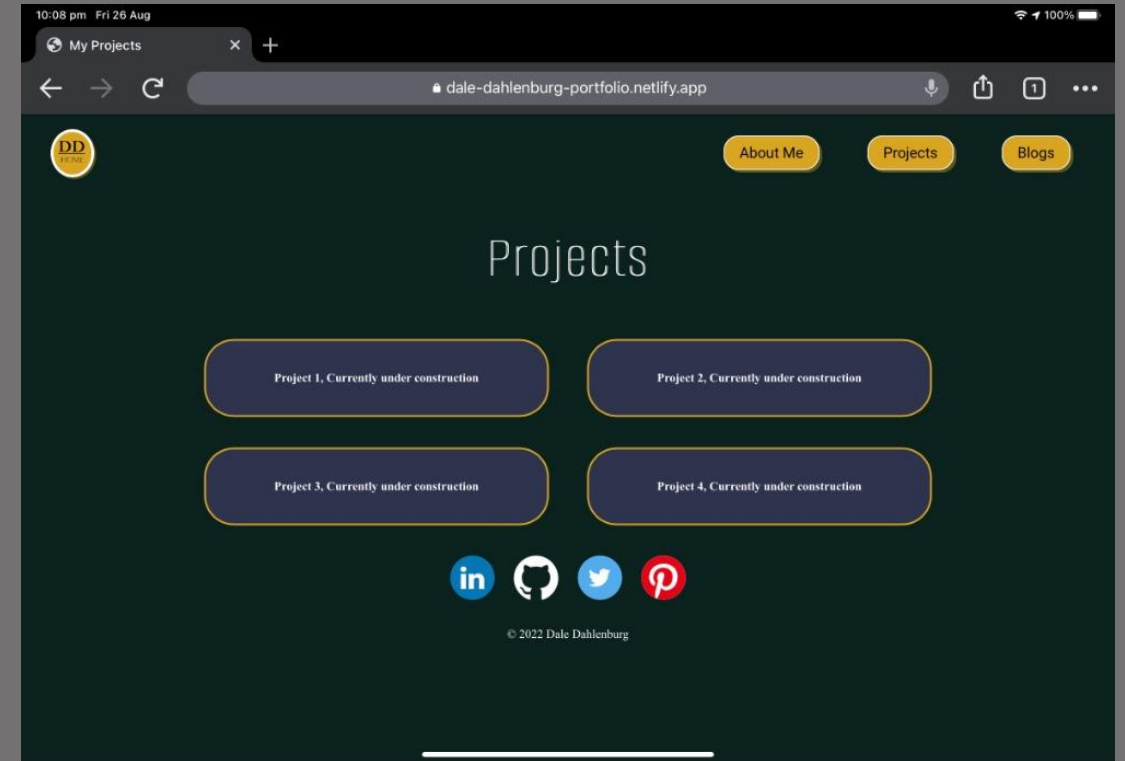 10:08 pm Fri 26 Aug
100%
My Projects
dale-dahlenburg-portfolio.netlify.app
1
DD
HOME
About Me
Projects
Blogs
Projects
Project 1, Currently under construction
Project 2, Currently under construction
Project 3, Currently under construction
Project 4, Currently under construction
in
© 2022 Dale Dahlenburg